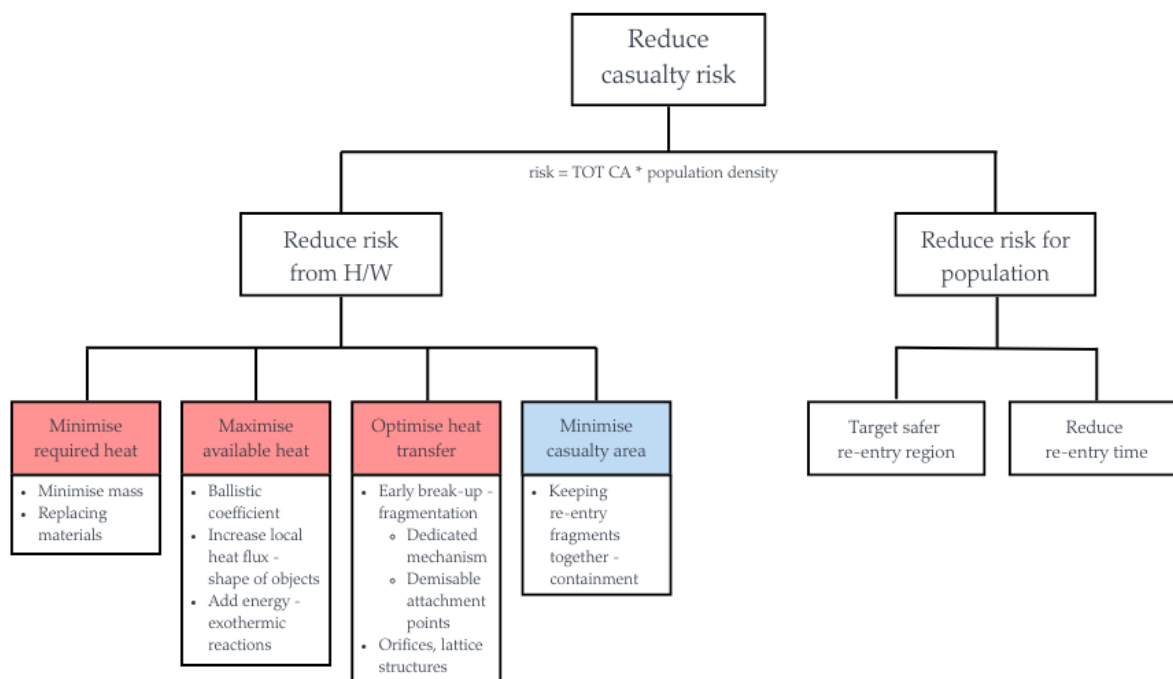 Reduce
casualty risk
risk = TOT CA * population density
Reduce risk
from H/W
Reduce risk for
population
Minimise
required heat
• Minimise mass
• Replacing
materials
Maximise
available heat
• Ballistic
coefficient
• Increase local
heat flux -
shape of objects
• Add energy -
exothermic
reactions
Optimise heat
transfer
• Early break-up -
fragmentation
○ Dedicated
mechanism
○ Demisable
attachment
points
• Orifices, lattice
structures
Minimise
casualty area
• Keeping
re-entry
fragments
together -
containment
Target safer
re-entry region
Reduce
re-entry time